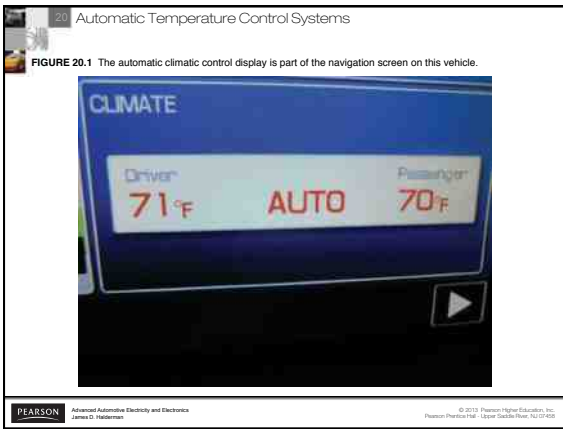 20 Automatic Temperature Control Systems
FIGURE 20.1 The automatic climatic control display is part of the navigation screen on this vehicle.
CLIMATE
Driver Passenger
71°F AUTO 70°F
PEARSON
Advanced Automotive Electricity and Electronics
James D. Halderman
© 2013 Pearson Higher Education, Inc.
Pearson Prentice Hall - Upper Saddle River, NJ 07458